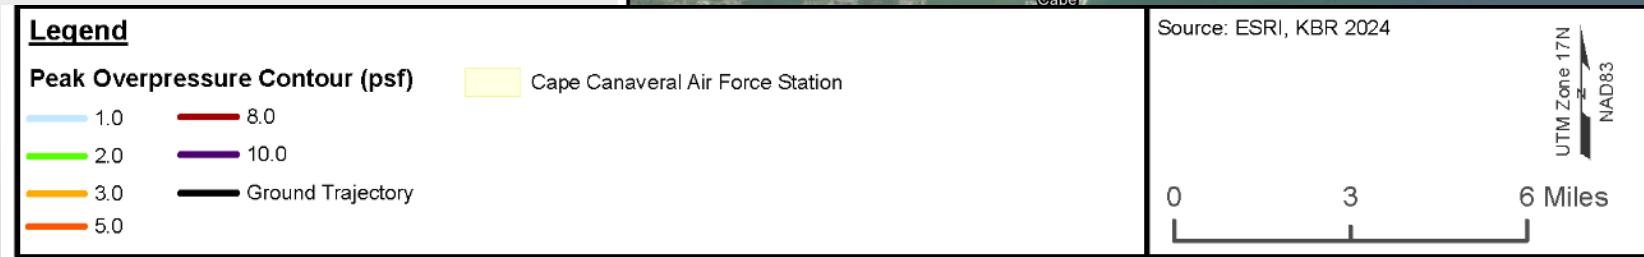 Cape
Legend
Peak Overpressure Contour (psf)
1.0
2.0
3.0
5.0
8.0
10.0
Ground Trajectory
Cape Canaveral Air Force Station
Source: ESRI, KBR 2024
UTM Zone 17N
N
NAD83
0 3 6 Miles